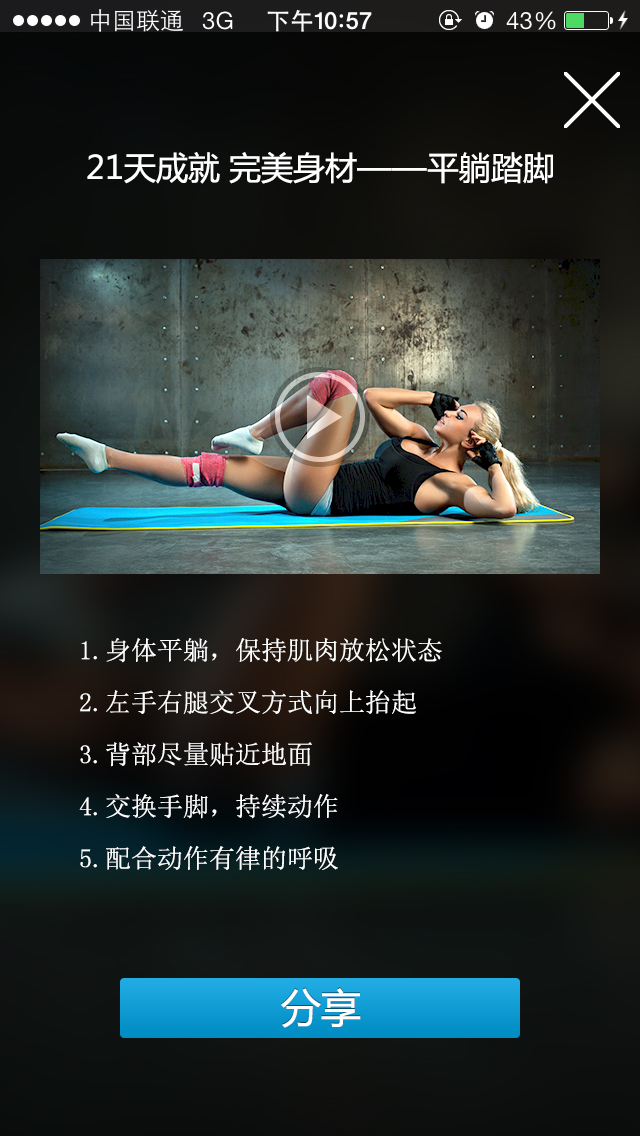 中国联通 3G 下午10:57 43%
21天成就 完美身材——平躺踏脚
1.身体平躺，保持肌肉放松状态
2.左手右腿交叉方式向上抬起
3.背部尽量贴近地面
4.交换手脚，持续动作
5.配合动作有律的呼吸
分享